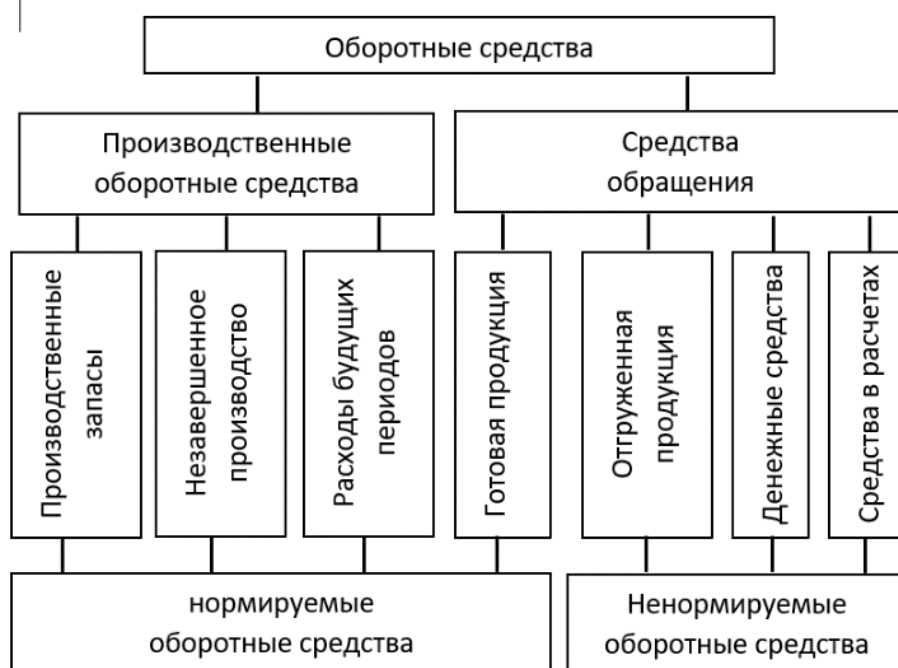 Оборотные средства
Производственные
оборотные средства
Средства
обращения
Производственные
запасы
Незавершенное
производство
Расходы будущих
периодов
Готовая продукция
Отгруженная
продукция
Денежные средства
Средства в расчетах
нормируемые
оборотные средства
Ненормируемые
оборотные средства